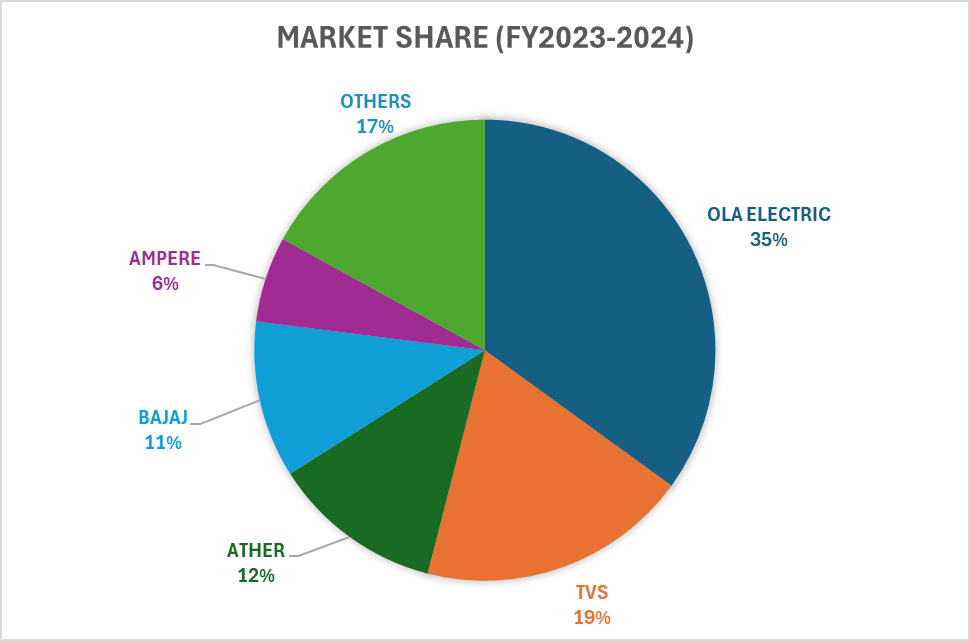 MARKET SHARE (FY2023-2024)
OTHERS
17%
OLA ELECTRIC
35%
AMPERE
6%
BAJAJ
11%
ATHER
12%
TVS
19%